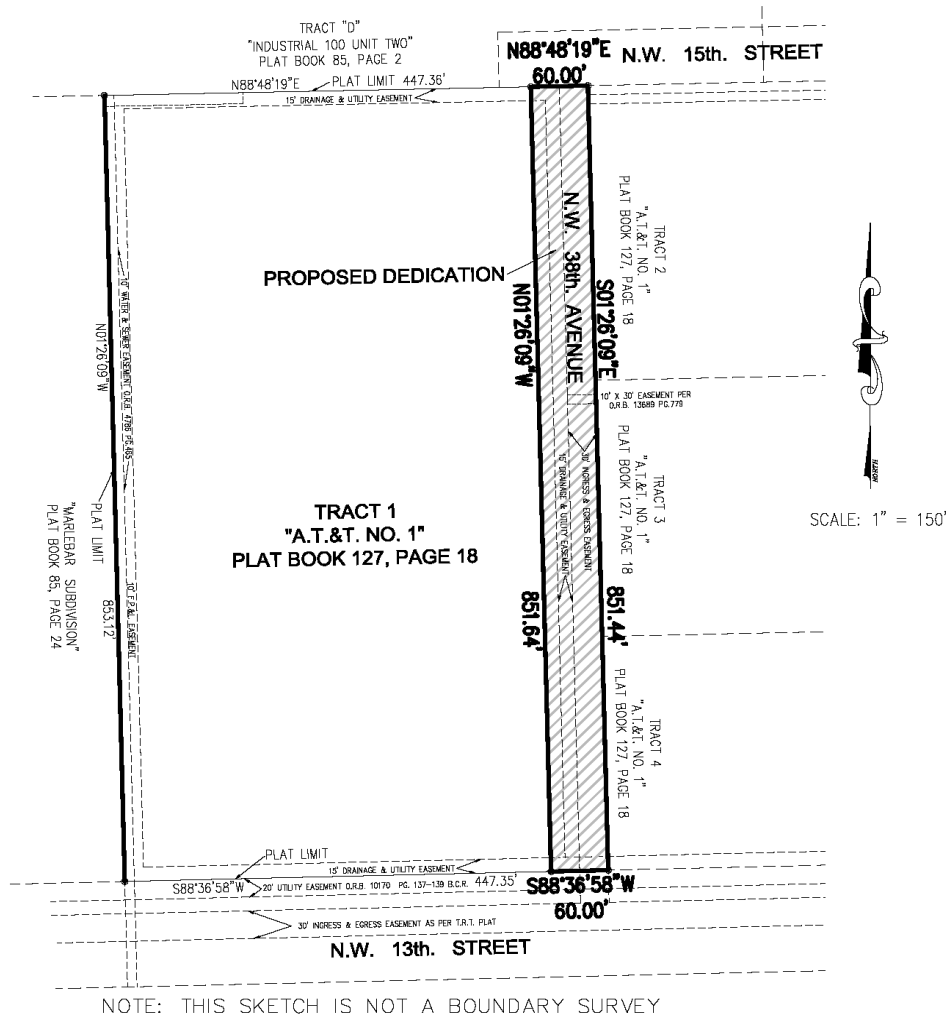 TRACT "D"
"INDUSTRIAL 100 UNIT TWO"
PLAT BOOK 85, PAGE 2
N88°48'19"E
PLAT LIMIT 447.36'
15' DRAINAGE & UTILITY EASEMENT
N88°48'19"E
60.00'
N.W. 15th. STREET
TRACT 2
"A.T.&T. NO. 1"
PLAT BOOK 127, PAGE 18
N.W. 38th. AVENUE
PROPOSED DEDICATION
N01°26'09"W
S01°26'09"E
10' WATER & SEWER EASEMENT O.R.B. 4786 PG.465
N01°26'09"W
10' X 30' EASEMENT PER
O.R.B. 13689 PG.779
TRACT 3
"A.T.&T. NO. 1"
PLAT BOOK 127, PAGE 18
15' DRAINAGE & UTILITY EASEMENT
30' INGRESS & EGRESS EASEMENT
NORTH
SCALE: 1" = 150'
TRACT 1
"A.T.&T. NO. 1"
PLAT BOOK 127, PAGE 18
PLAT LIMIT
853.12'
"MARLEBAR SUBDIVISION"
PLAT BOOK 85, PAGE 24
10' F.P.&L. EASEMENT
851.64'
851.44'
TRACT 4
"A.T.&T. NO. 1"
PLAT BOOK 127, PAGE 18
PLAT LIMIT
15' DRAINAGE & UTILITY EASEMENT
S88°36'58"W
20' UTILITY EASEMENT O.R.B. 10170 PG. 137-139 B.C.R.
447.35'
S88°36'58"W
60.00'
30' INGRESS & EGRESS EASEMENT AS PER T.R.T. PLAT
N.W. 13th. STREET
NOTE: THIS SKETCH IS NOT A BOUNDARY SURVEY